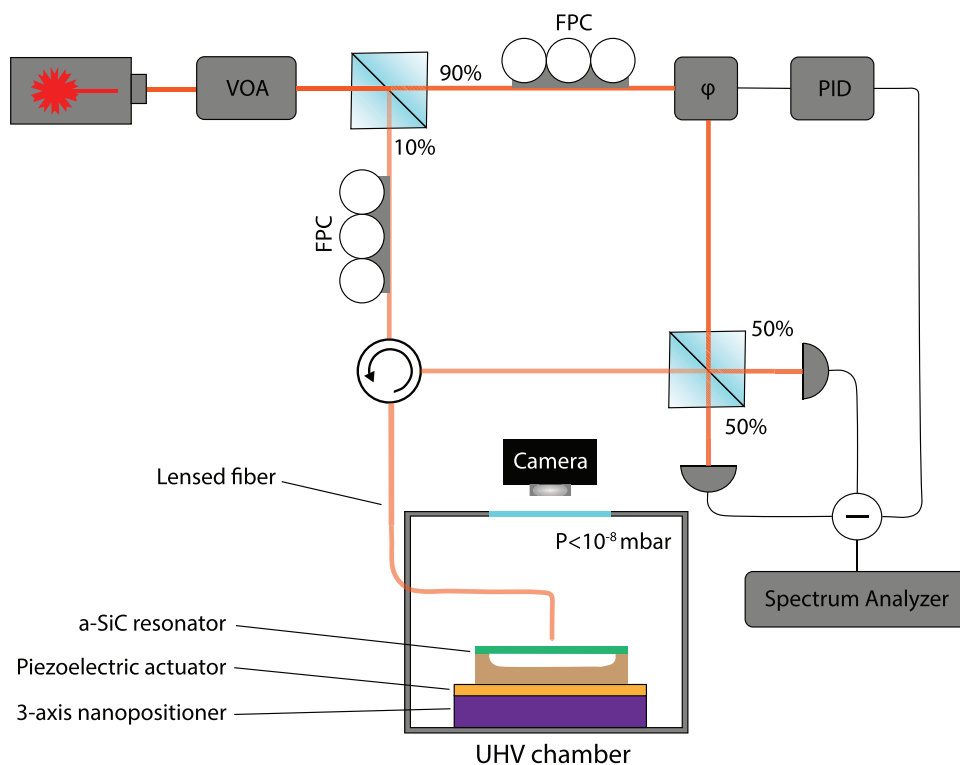 FPC
VOA
90%
φ
PID
10%
FPC
50%
50%
Camera
Lensed fiber
P<10⁻⁸ mbar
Spectrum Analyzer
a-SiC resonator
Piezoelectric actuator
3-axis nanopositioner
UHV chamber